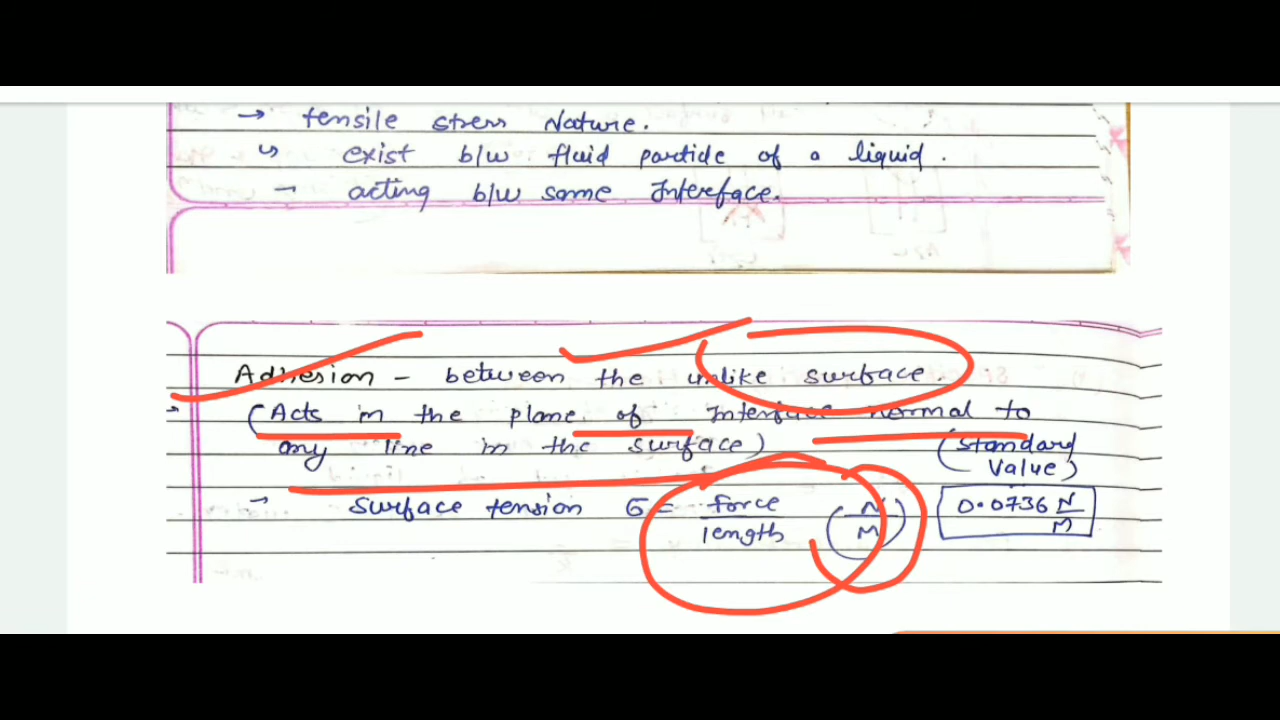 → tensile stress Nature.
↳ exist b/w fluid particle of a liquid.
→ acting b/w same Interface.
Adhesion - between the unlike surface.
→ (Acts in the plane of Interface normal to
any line in the surface)
(Standard
Value)
→ Surface tension σ = force/length (N/M) 0.0736 N/M